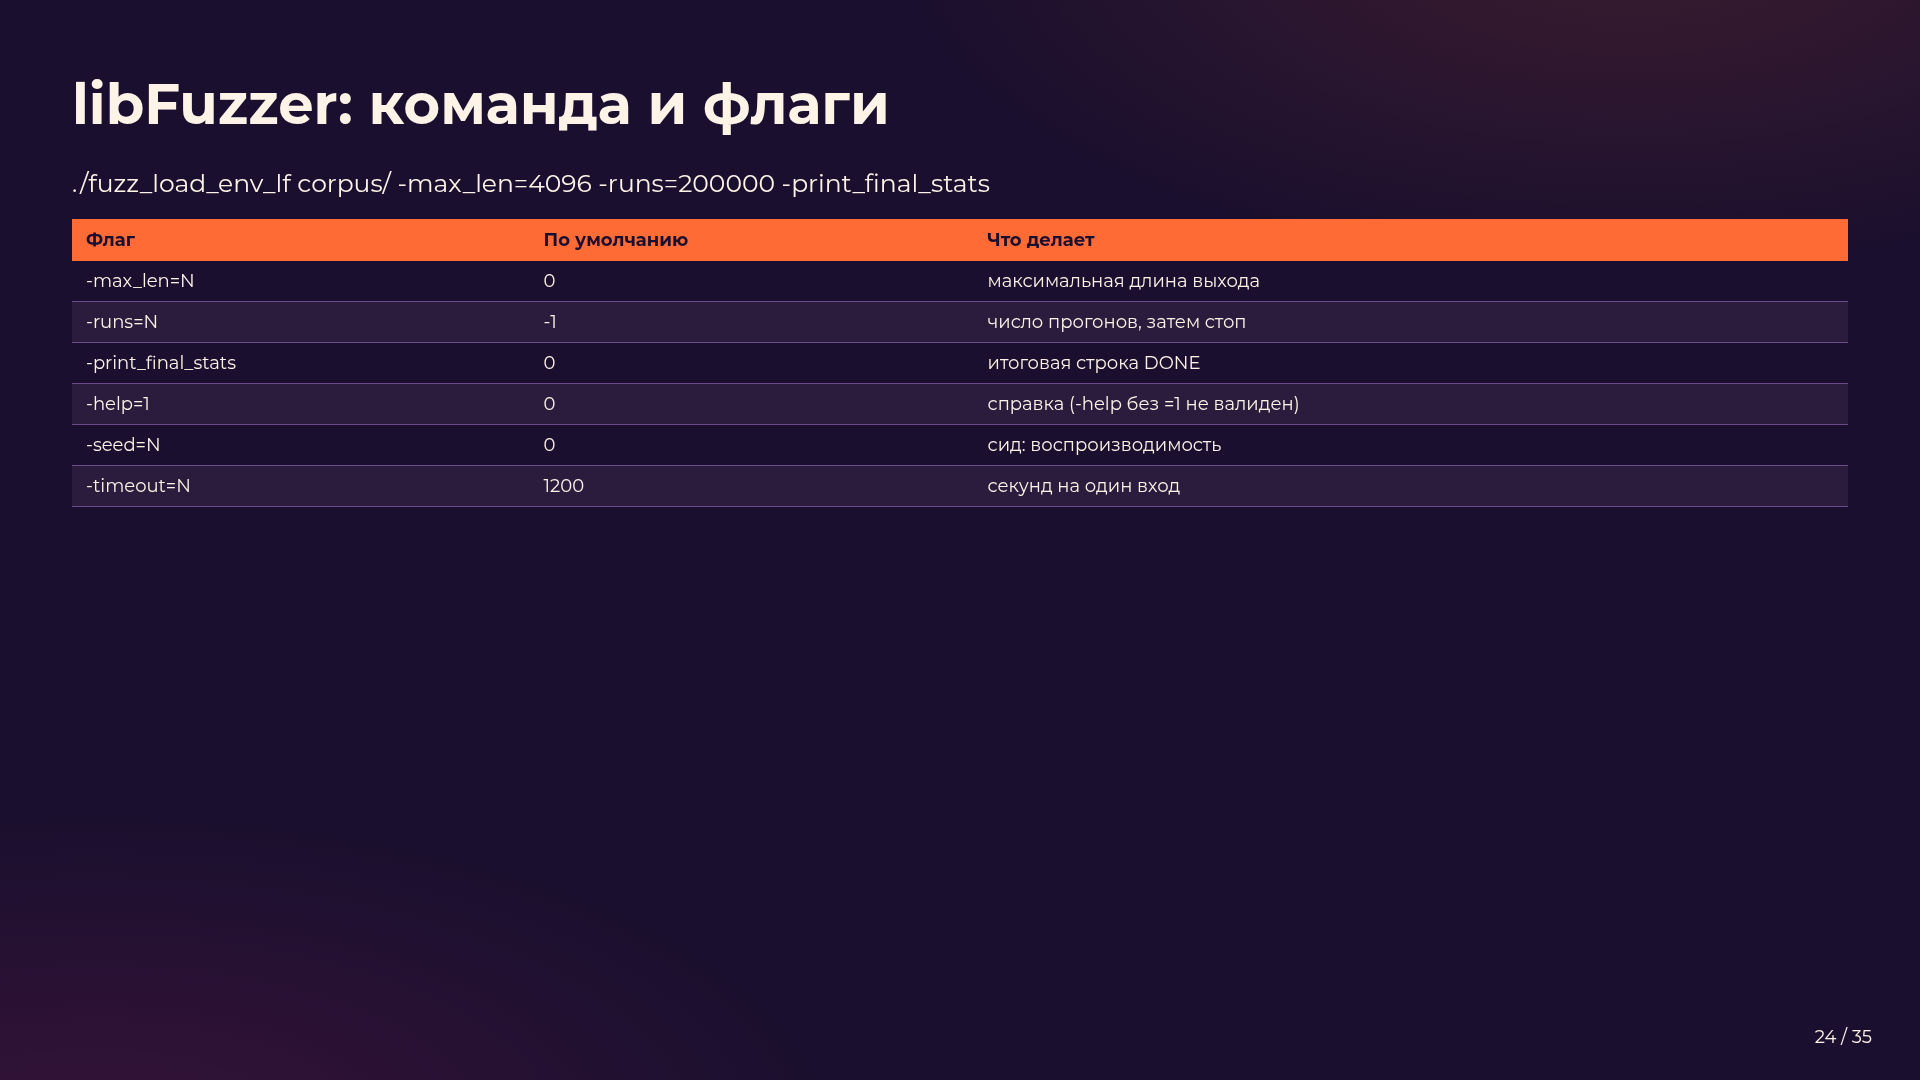 libFuzzer: команда и флаги
./fuzz_load_env_lf corpus/ -max_len=4096 -runs=200000 -print_final_stats
Флаг По умолчанию Что делает
-max_len=N 0 максимальная длина выхода
-runs=N -1 число прогонов, затем стоп
-print_final_stats 0 итоговая строка DONE
-help=1 0 справка (-help без =1 не валиден)
-seed=N 0 сид: воспроизводимость
-timeout=N 1200 секунд на один вход
24 / 35